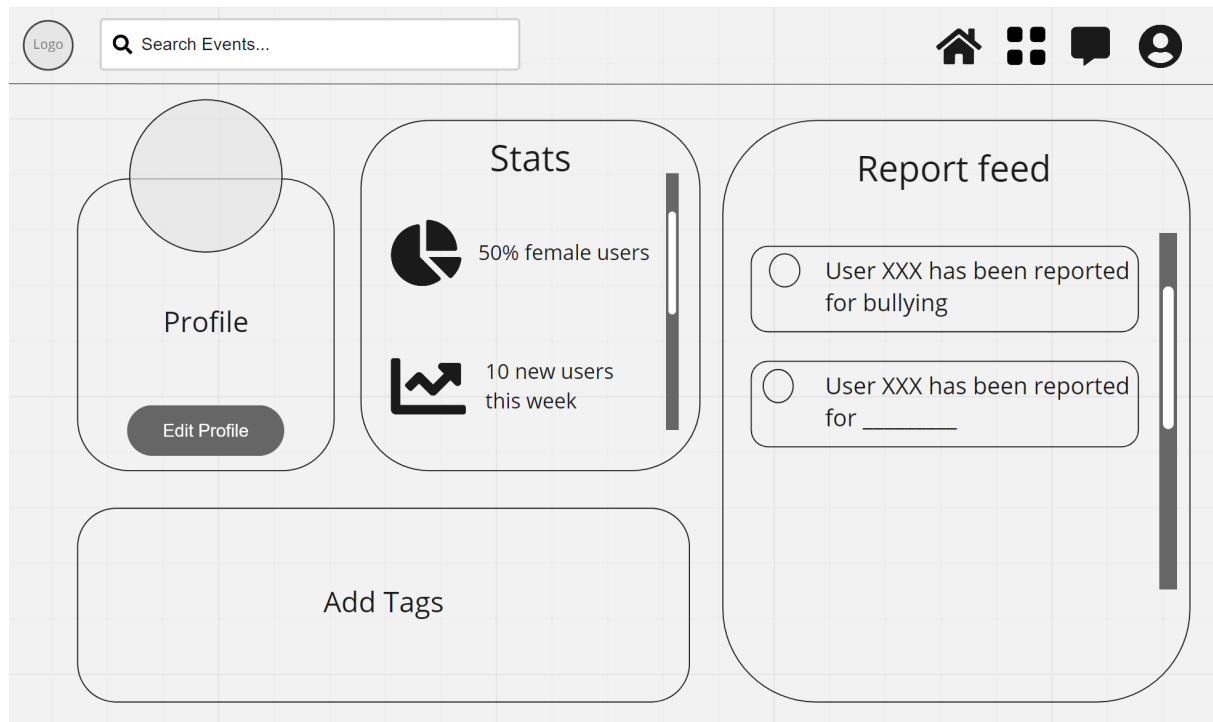 Logo
Search Events...
Stats
50% female users
10 new users
this week
Profile
Edit Profile
Add Tags
Report feed
User XXX has been reported
for bullying
User XXX has been reported
for _________